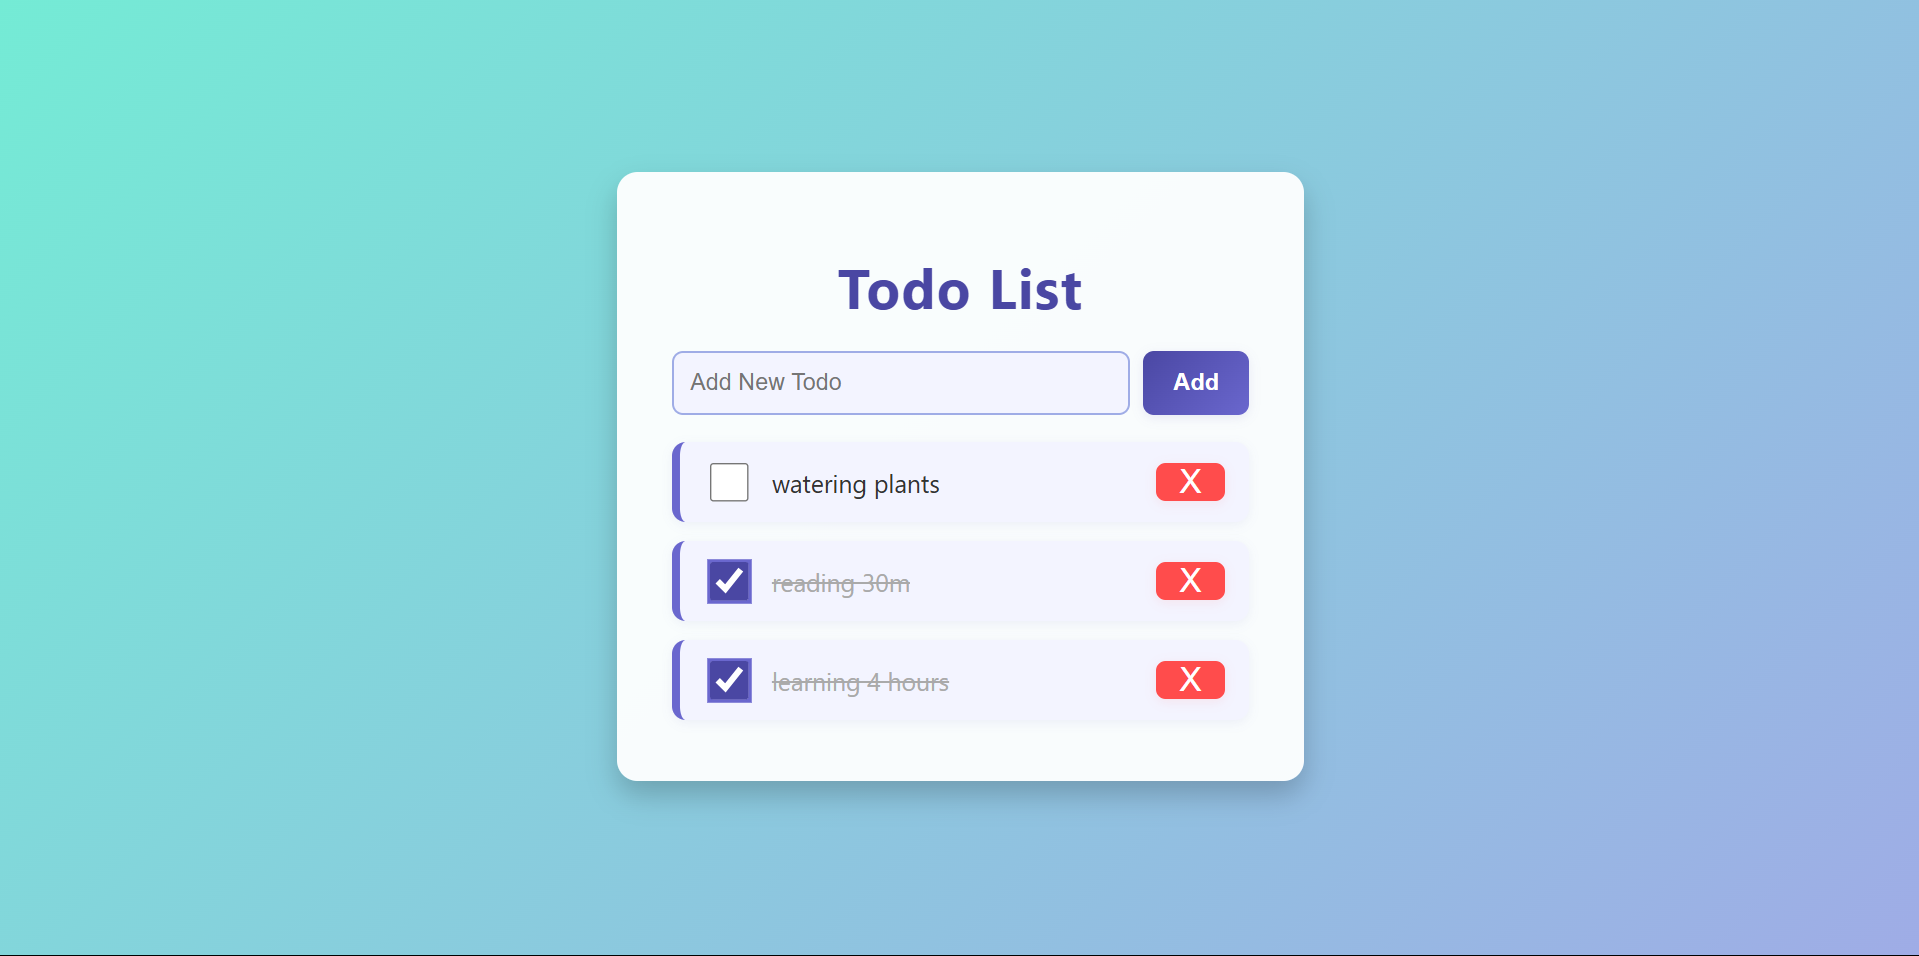 Todo List
Add New Todo
Add
watering plants
X
reading 30m
X
learning 4 hours
X